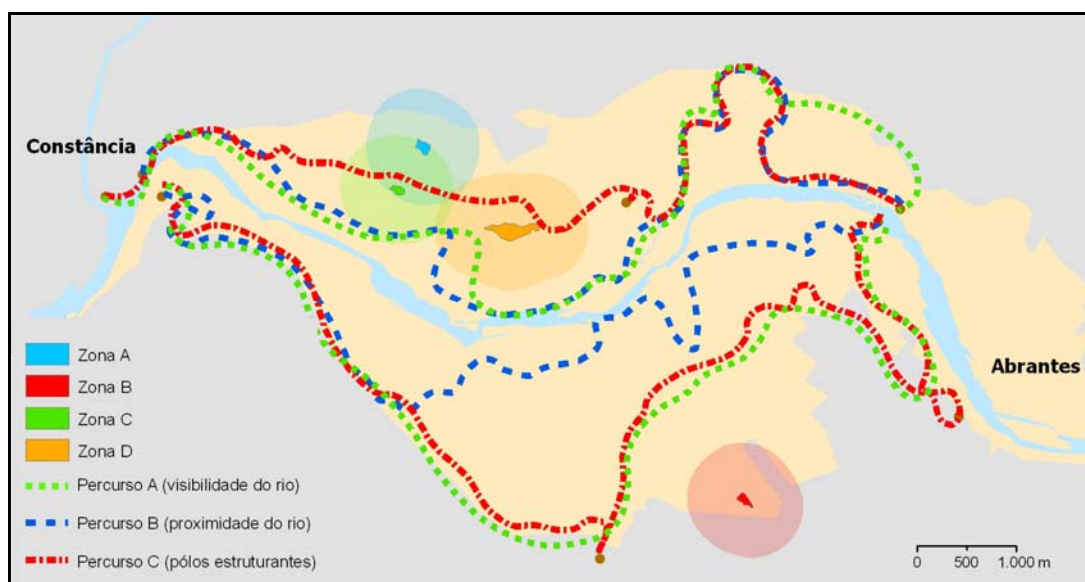 Constância
Abrantes
Zona A
Zona B
Zona C
Zona D
Percurso A (visibilidade do rio)
Percurso B (proximidade do rio)
Percurso C (pólos estruturantes)
0 500 1.000 m